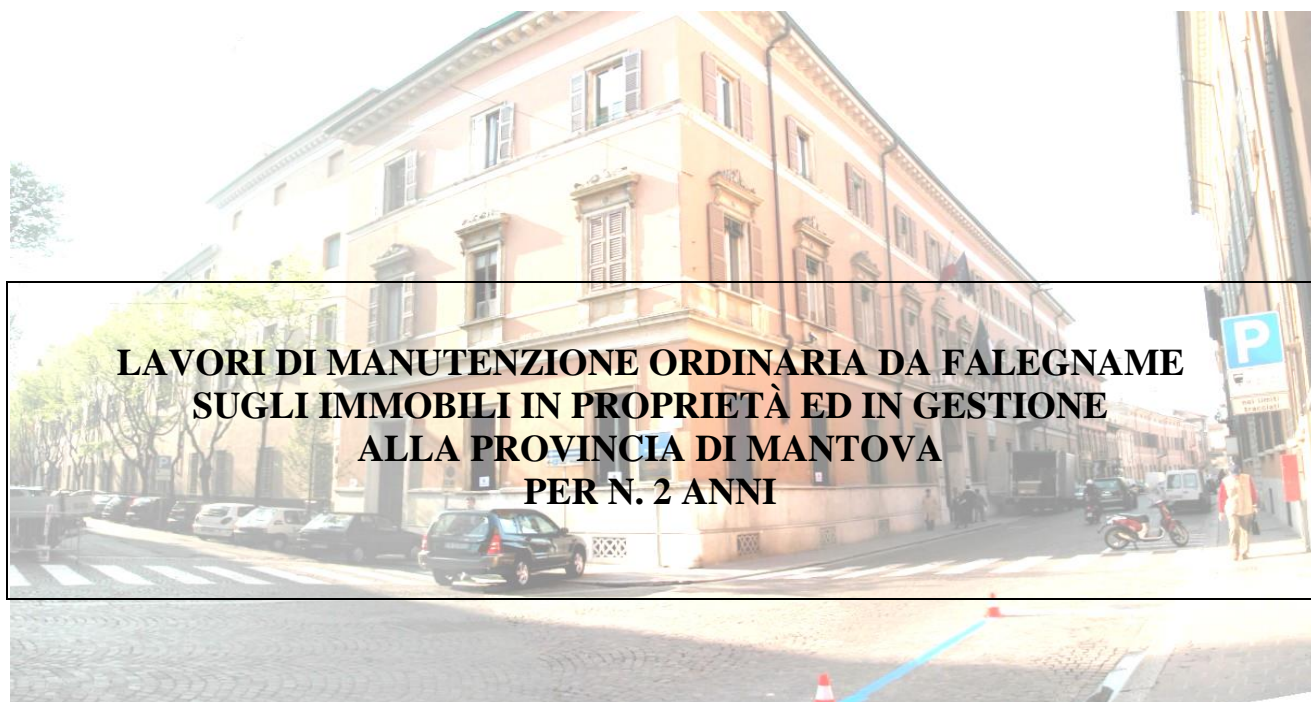 LAVORI DI MANUTENZIONE ORDINARIA DA FALEGNAME
SUGLI IMMOBILI IN PROPRIETÀ ED IN GESTIONE
ALLA PROVINCIA DI MANTOVA
PER N. 2 ANNI
P